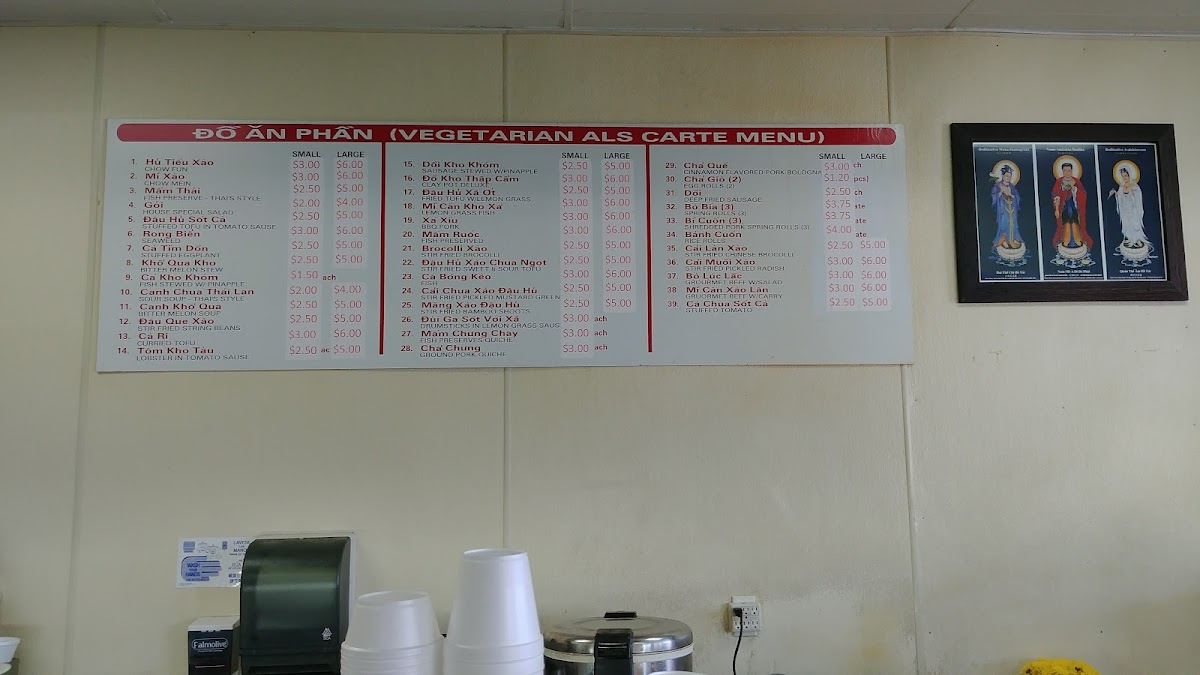 ĐỒ ĂN PHẦN (VEGETARIAN ALS CARTE MENU)
SMALL LARGE
1. Hủ Tiếu Xào $3.00 $6.00
CHOW FUN
2. Mì Xào $3.00 $6.00
CHOW MEIN
3. Mắm Thái $2.50 $5.00
FISH PRESERVE - THAI'S STYLE
4. Gỏi $2.00 $4.00
HOUSE SPECIAL SALAD
5. Đậu Hủ Sốt Cà $2.50 $5.00
STUFFED TOFU IN TOMATO SAUSE
6. Rong Biển $3.00 $6.00
SEAWELD
7. Cà Tím Dồn $2.50 $5.00
STUFFED EGGPLANT
8. Khổ Qua Kho $2.50 $5.00
BITTER MELON STEW
9. Cá Kho Khóm $1.50 ach
FISH STEWED W/ PINAPPLE
10. Canh Chua Thái Lan $2.00 $4.00
SOUR SOUP - THAI'S STYLE
11. Canh Khổ Qua $2.50 $5.00
BITTER MELON SOUP
12. Đậu Que Xào $2.50 $5.00
STIR FRIED STRING BEANS
13. Cà Ri $3.00 $6.00
CURRIED TOFU
14. Tôm Kho Tàu $2.50 ac $5.00
LOBSTER IN TOMATO SAUSE
SMALL LARGE
15. Dồi Kho Khóm $2.50 $5.00
SAUSAGE STEWED W/PINAPPLE
16. Đồ Kho Thập Cẩm $3.00 $6.00
CLAY POT DELUXE
17. Đậu Hủ Xả Ớt $2.50 $5.00
FRIED TOFU W/LEMON GRASS
18. Mì Căn Kho Xả $3.00 $6.00
LEMON GRASS FISH
19. Xá Xíu $3.00 $6.00
BBQ PORK
20. Mắm Ruốc $3.00 $6.00
FISH PRESERVED
21. Brocolli Xào $2.50 $5.00
STIR FRIED BROCOLLI
22. Đậu Hủ Xào Chua Ngọt $2.50 $5.00
STIR FRIED SWEET & SOUR TOFU
23. Cá Bống Kèo $3.00 $6.00
FISH
24. Cải Chua Xào Đậu Hủ $2.50 $5.00
STIR FRIED PICKLED MUSTARD GREEN
25. Măng Xào Đậu Hủ $2.50 $5.00
STIR FRIED BAMBOO SHOOTS
26. Đùi Gà Sốt Với Xả $3.00 ach
DRUMSTICKS IN LEMON GRASS SAUS
27. Mắm Chưng Chay $3.00 ach
FISH PRESERVES QUICHE
28. Chả Chưng $3.00 ach
GROUND PORK QUICHE
SMALL LARGE
29. Chả Quế $3.00 ch
CINNAMON FLAVORED PORK BOLOGNA
30. Chả Giò (2) $1.20 pcs)
EGG ROLLS (2)
31. Dồi $2.50 ch
DEEP FRIED SAUSAGE
32. Bò Bía (3) $3.75 ate
SPRING ROLLS (3)
33. Bì Cuốn (3) $3.75 ate
SHREDDED PORK SPRING ROLLS (3)
34. Bánh Cuốn $4.00 ate
RICE ROLLS
35. Cải Làn Xào $2.50 $5.00
STIR FRIED CHINESE BROCOLLI
36. Cải Muối Xào $3.00 $6.00
STIR FRIED PICKLED RADISH
37. Bò Lúc Lắc $3.00 $6.00
GOURMET BEEF W/SALAD
38 Mì Căn Xào Lăn $3.00 $6.00
GRUORMET BEEF W/CARRY
39. Cà Chua Sốt Cà $2.50 $5.00
STUFFED TOMATO
WASH
HANDS
Palmolive